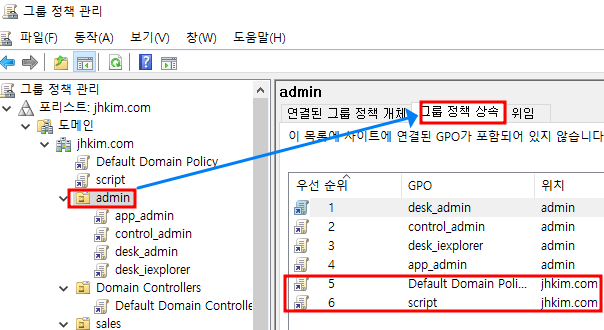 그룹 정책 관리
파일(F) 동작(A) 보기(V) 창(W) 도움말(H)
그룹 정책 관리
포리스트: jhkim.com
도메인
jhkim.com
Default Domain Policy
script
admin
app_admin
control_admin
desk_admin
desk_iexplorer
Domain Controllers
Default Domain Controlle
sales
admin
연결된 그룹 정책 개체 그룹 정책 상속 위임
이 목록에 사이트에 연결된 GPO가 포함되어 있지 않습니다
우선 순위 GPO 위치
1 desk_admin admin
2 control_admin admin
3 desk_iexplorer admin
4 app_admin admin
5 Default Domain Poli... jhkim.com
6 script jhkim.com